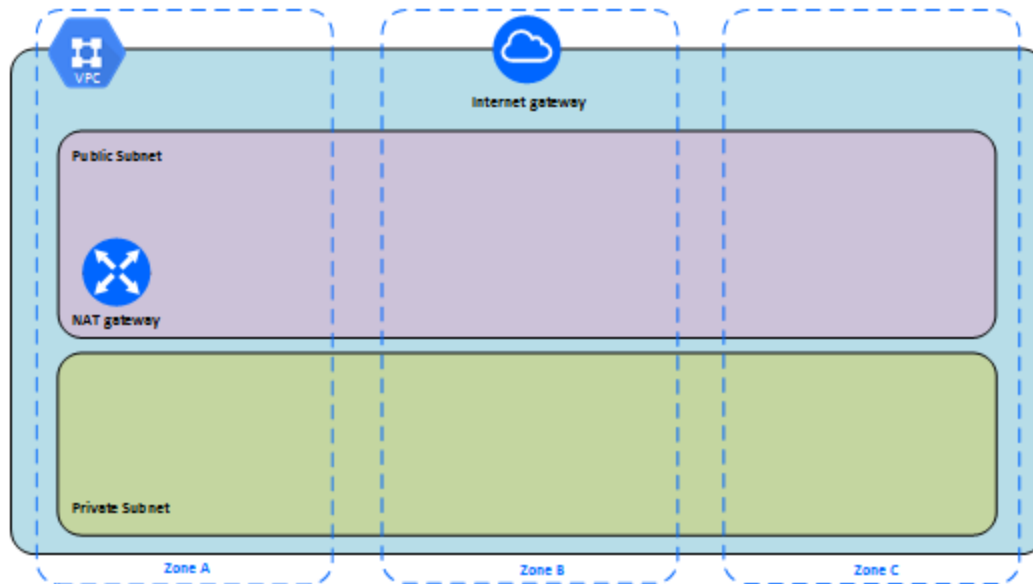 VPC
Internet gateway
Public Subnet
NAT gateway
Private Subnet
Zone A
Zone B
Zone C